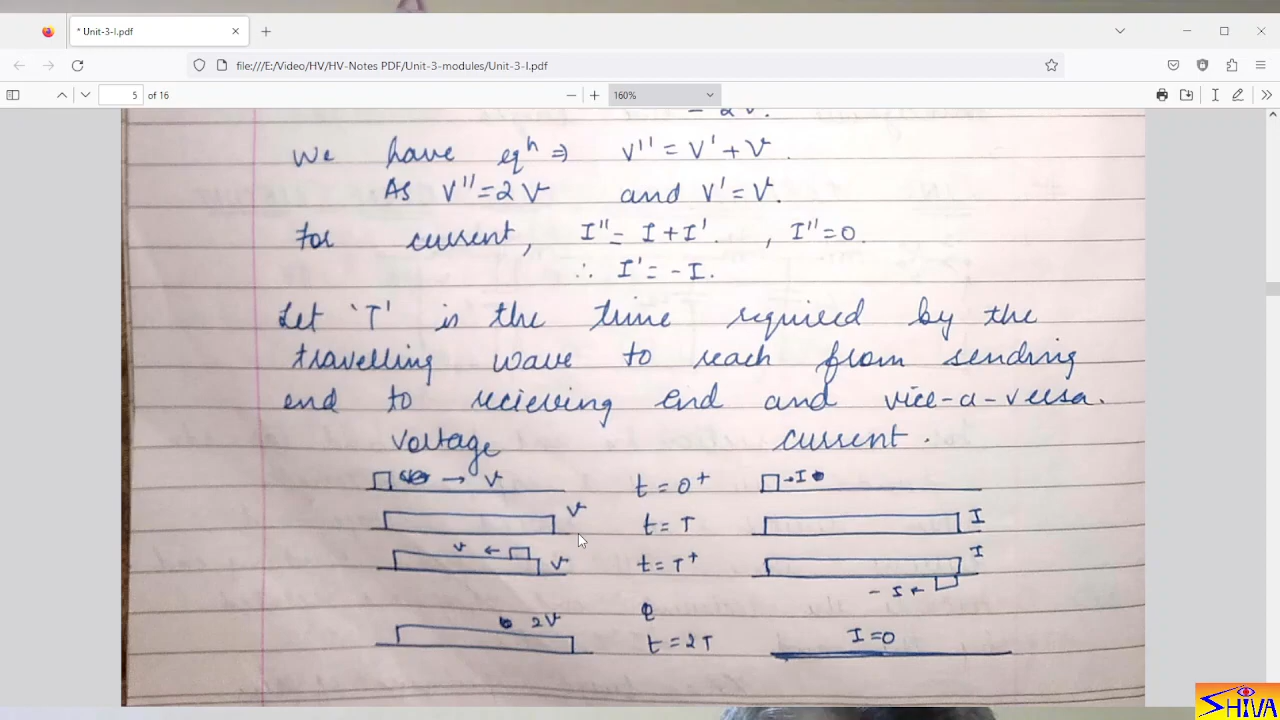 * Unit-3-I.pdf
file:///E:/Video/HV/HV-Notes PDF/Unit-3-modules/Unit-3-I.pdf
5 of 16
160%
= 2V.
We have eqn ⇒ V'' = V' + V.
As V'' = 2V and V' = V.
For current, I'' = I + I'. , I'' = 0.
∴ I' = - I.
Let 'T' is the time required by the
travelling wave to reach from sending
end to recieving end and vice-a-versa.
Voltage current.
→ V t = 0+ → I
V t = T I
V ← V t = T+ I
- I ←
2V t = 2T I = 0
SHIVA